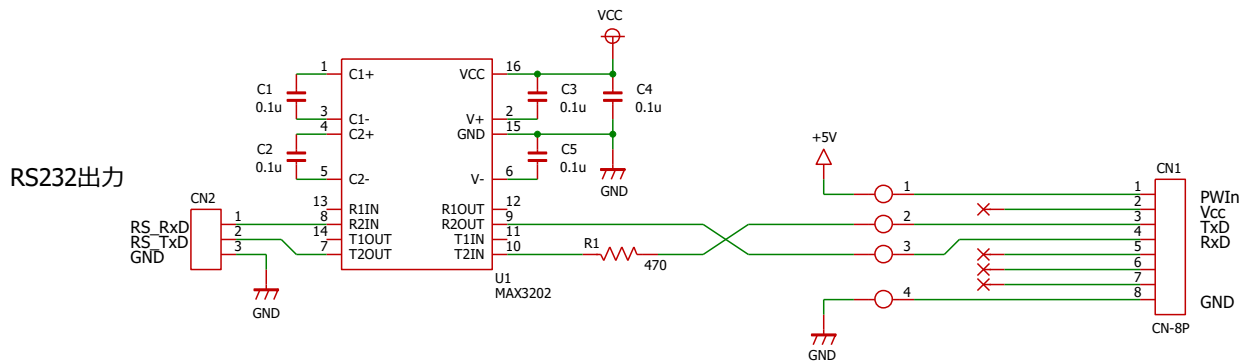 VCC
1 C1+ VCC 16
C1 0.1u
C3 0.1u
C4 0.1u
3 C1- V+ 2
4 C2+ GND 15
C2 0.1u
C5 0.1u
5 C2- V- 6
GND
RS232出力
CN2
13 R1IN R1OUT 12
RS_RxD 1 8 R2IN R2OUT 9
RS_TxD 2 14 T1OUT T1IN 11
GND 3 7 T2OUT T2IN 10
R1
470
U1
MAX3202
GND
+5V
CN1
1 1 PWIn
2 Vcc
2 3 TxD
4 RxD
3 5
6
7
4 8 GND
GND
CN-8P